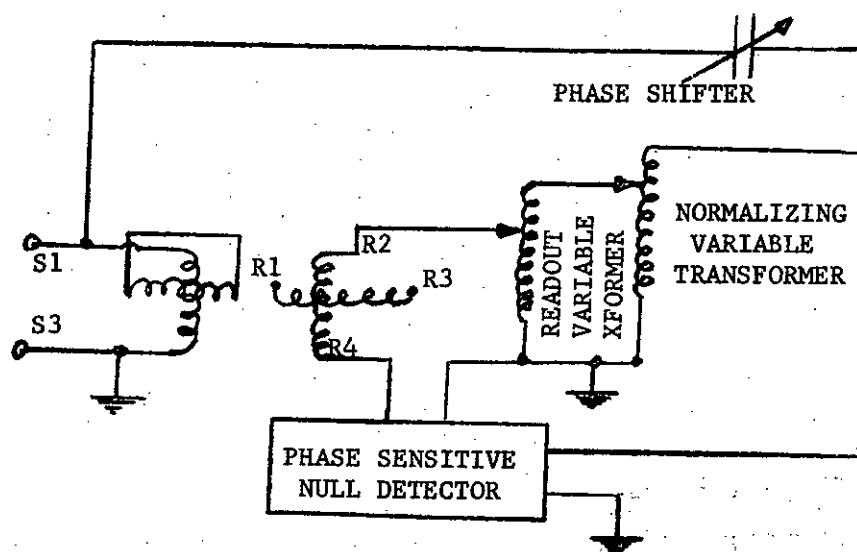 PHASE SHIFTER
NORMALIZING
VARIABLE
TRANSFORMER
S1
R1
R2
R3
READOUT
VARIABLE
XFORMER
S3
R4
PHASE SENSITIVE
NULL DETECTOR